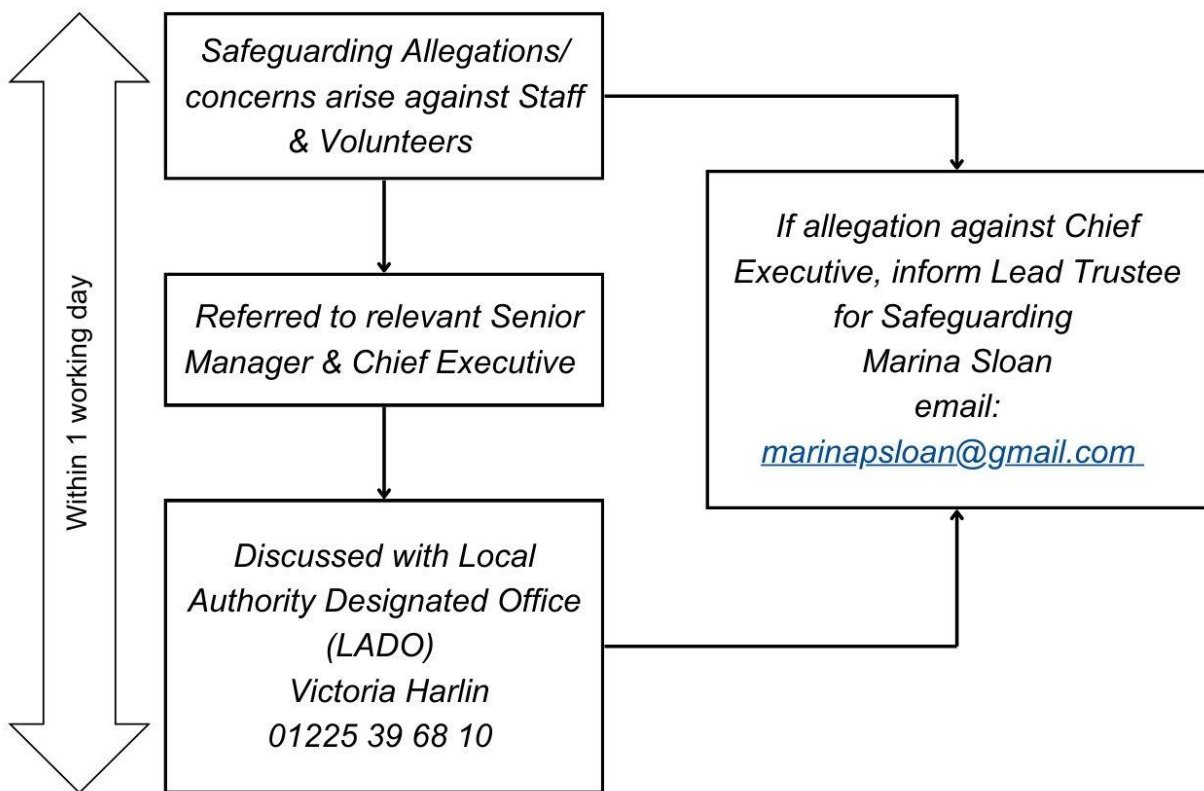 Safeguarding Allegations/
concerns arise against Staff
& Volunteers
Within 1 working day
Referred to relevant Senior
Manager & Chief Executive
Discussed with Local
Authority Designated Office
(LADO)
Victoria Harlin
01225 39 68 10
If allegation against Chief
Executive, inform Lead Trustee
for Safeguarding
Marina Sloan
email:
marinapsloan@gmail.com